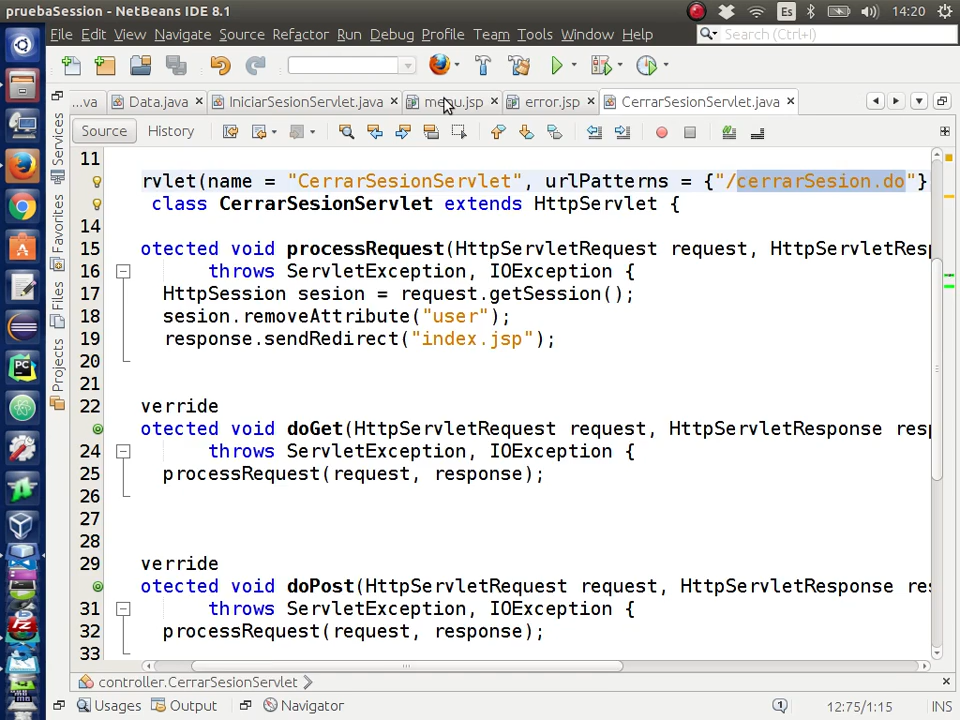 pruebaSession - NetBeans IDE 8.1
Es
14:20
File Edit View Navigate Source Refactor Run Debug Profile Team Tools Window Help
Search (Ctrl+I)
...va
Data.java
IniciarSesionServlet.java
menu.jsp
error.jsp
CerrarSesionServlet.java
Source
History
Services
Favorites
Files
Projects
11
rvlet(name = "CerrarSesionServlet", urlPatterns = {"/cerrarSesion.do"}
class CerrarSesionServlet extends HttpServlet {
14
15 otected void processRequest(HttpServletRequest request, HttpServletResp
16 throws ServletException, IOException {
17 HttpSession sesion = request.getSession();
18 sesion.removeAttribute("user");
19 response.sendRedirect("index.jsp");
20
21
22 verride
otected void doGet(HttpServletRequest request, HttpServletResponse resp
24 throws ServletException, IOException {
25 processRequest(request, response);
26
27
28
29 verride
otected void doPost(HttpServletRequest request, HttpServletResponse res
31 throws ServletException, IOException {
32 processRequest(request, response);
33
controller.CerrarSesionServlet
Usages
Output
Navigator
1
12:75/1:15
INS